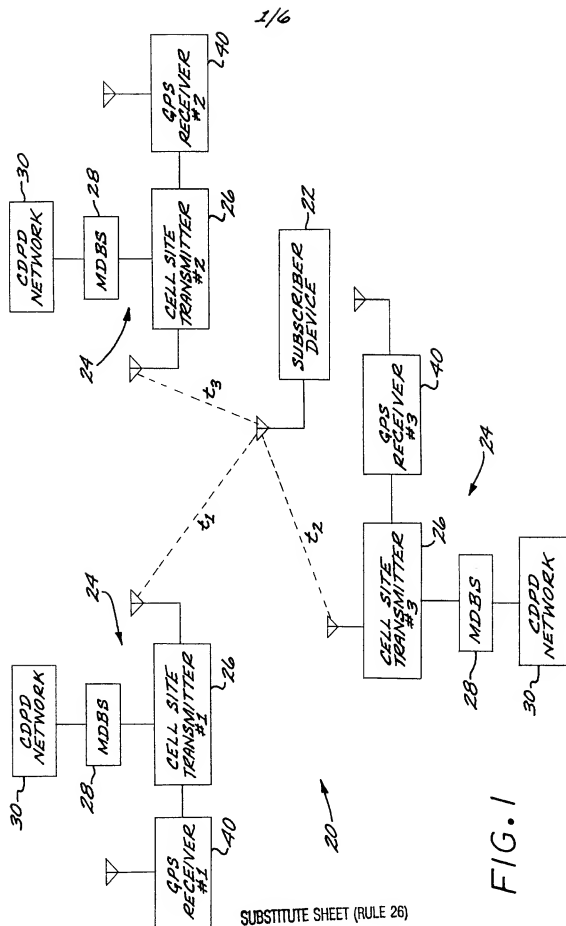 1/6
CDPD
NETWORK
30
MDBS
28
24
GPS
RECEIVER
#1
40
CELL SITE
TRANSMITTER
#1
26
t1
CDPD
NETWORK
30
MDBS
28
24
CELL SITE
TRANSMITTER
#2
26
GPS
RECEIVER
#2
40
t3
SUBSCRIBER
DEVICE
22
t2
CELL SITE
TRANSMITTER
#3
26
GPS
RECEIVER
#3
40
24
MDBS
28
CDPD
NETWORK
30
20
FIG. 1
SUBSTITUTE SHEET (RULE 26)